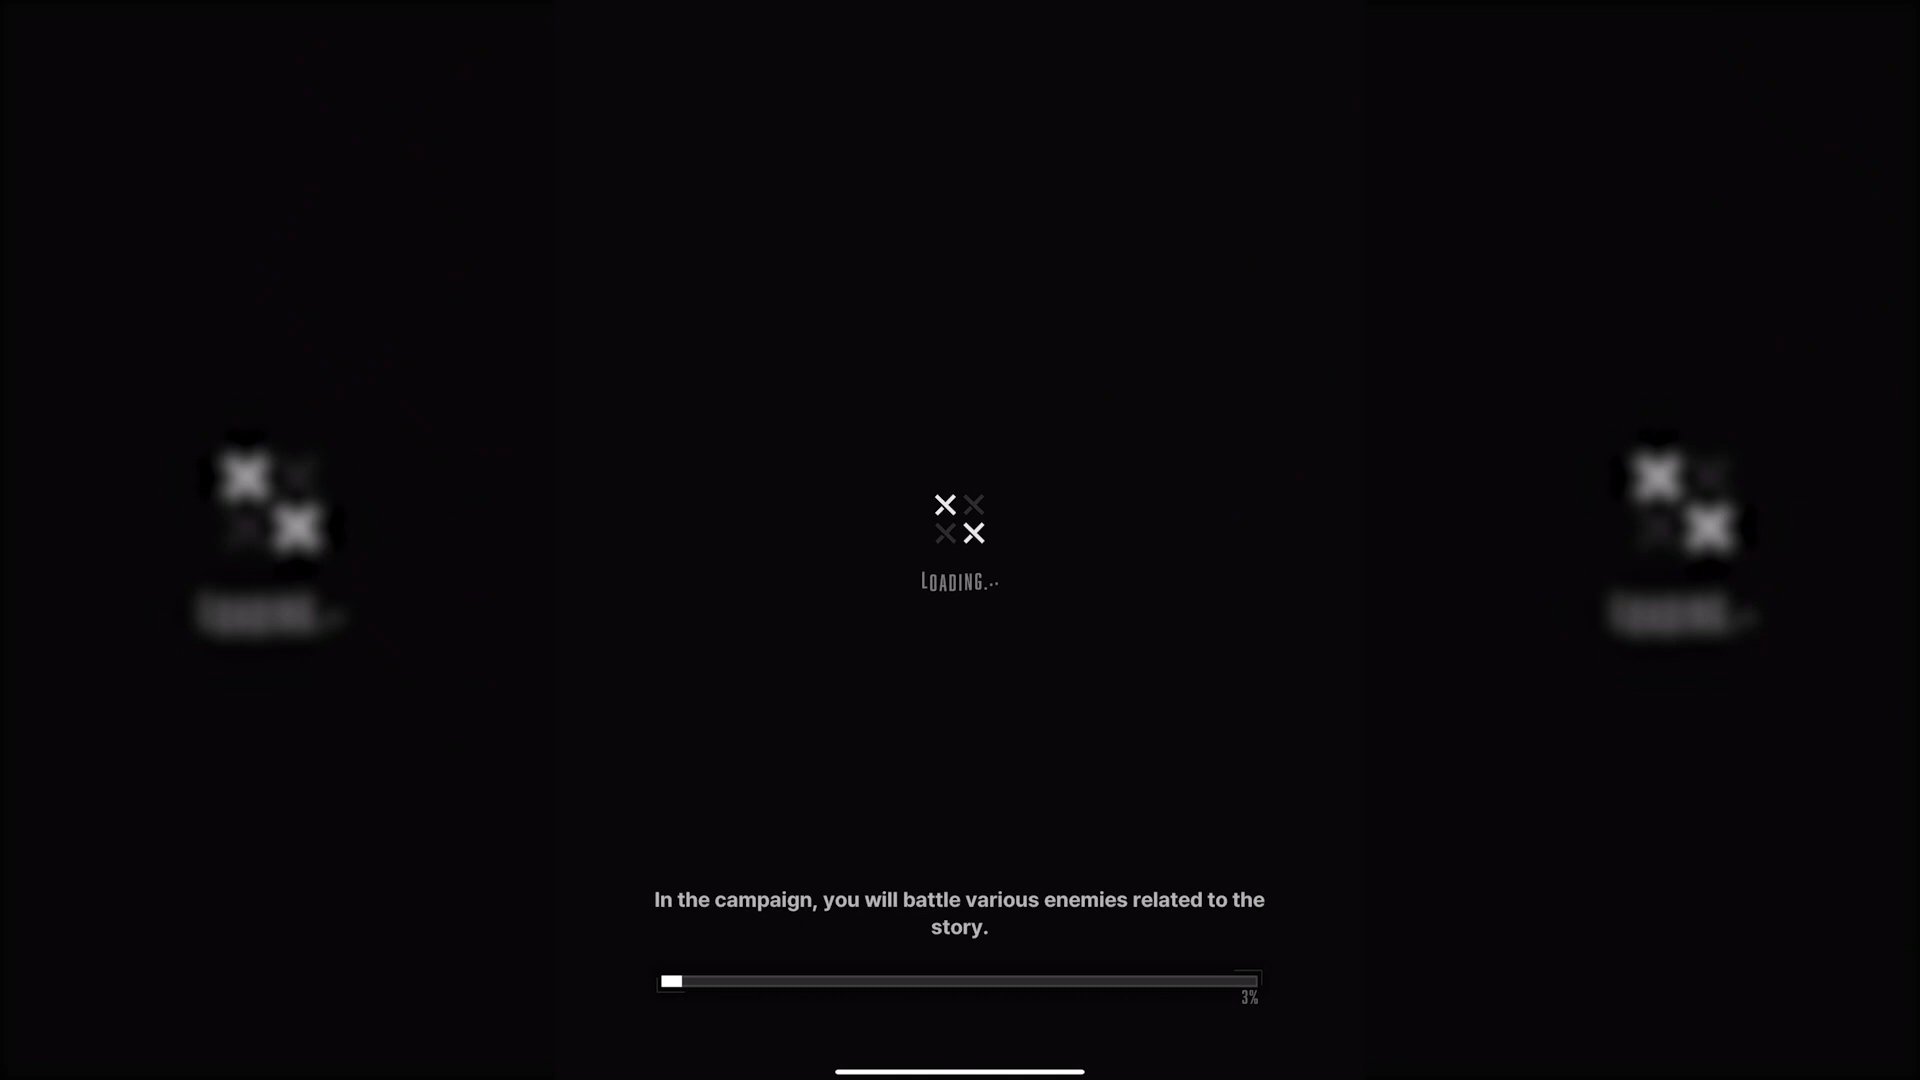 LOADING...
In the campaign, you will battle various enemies related to the
story.
3%